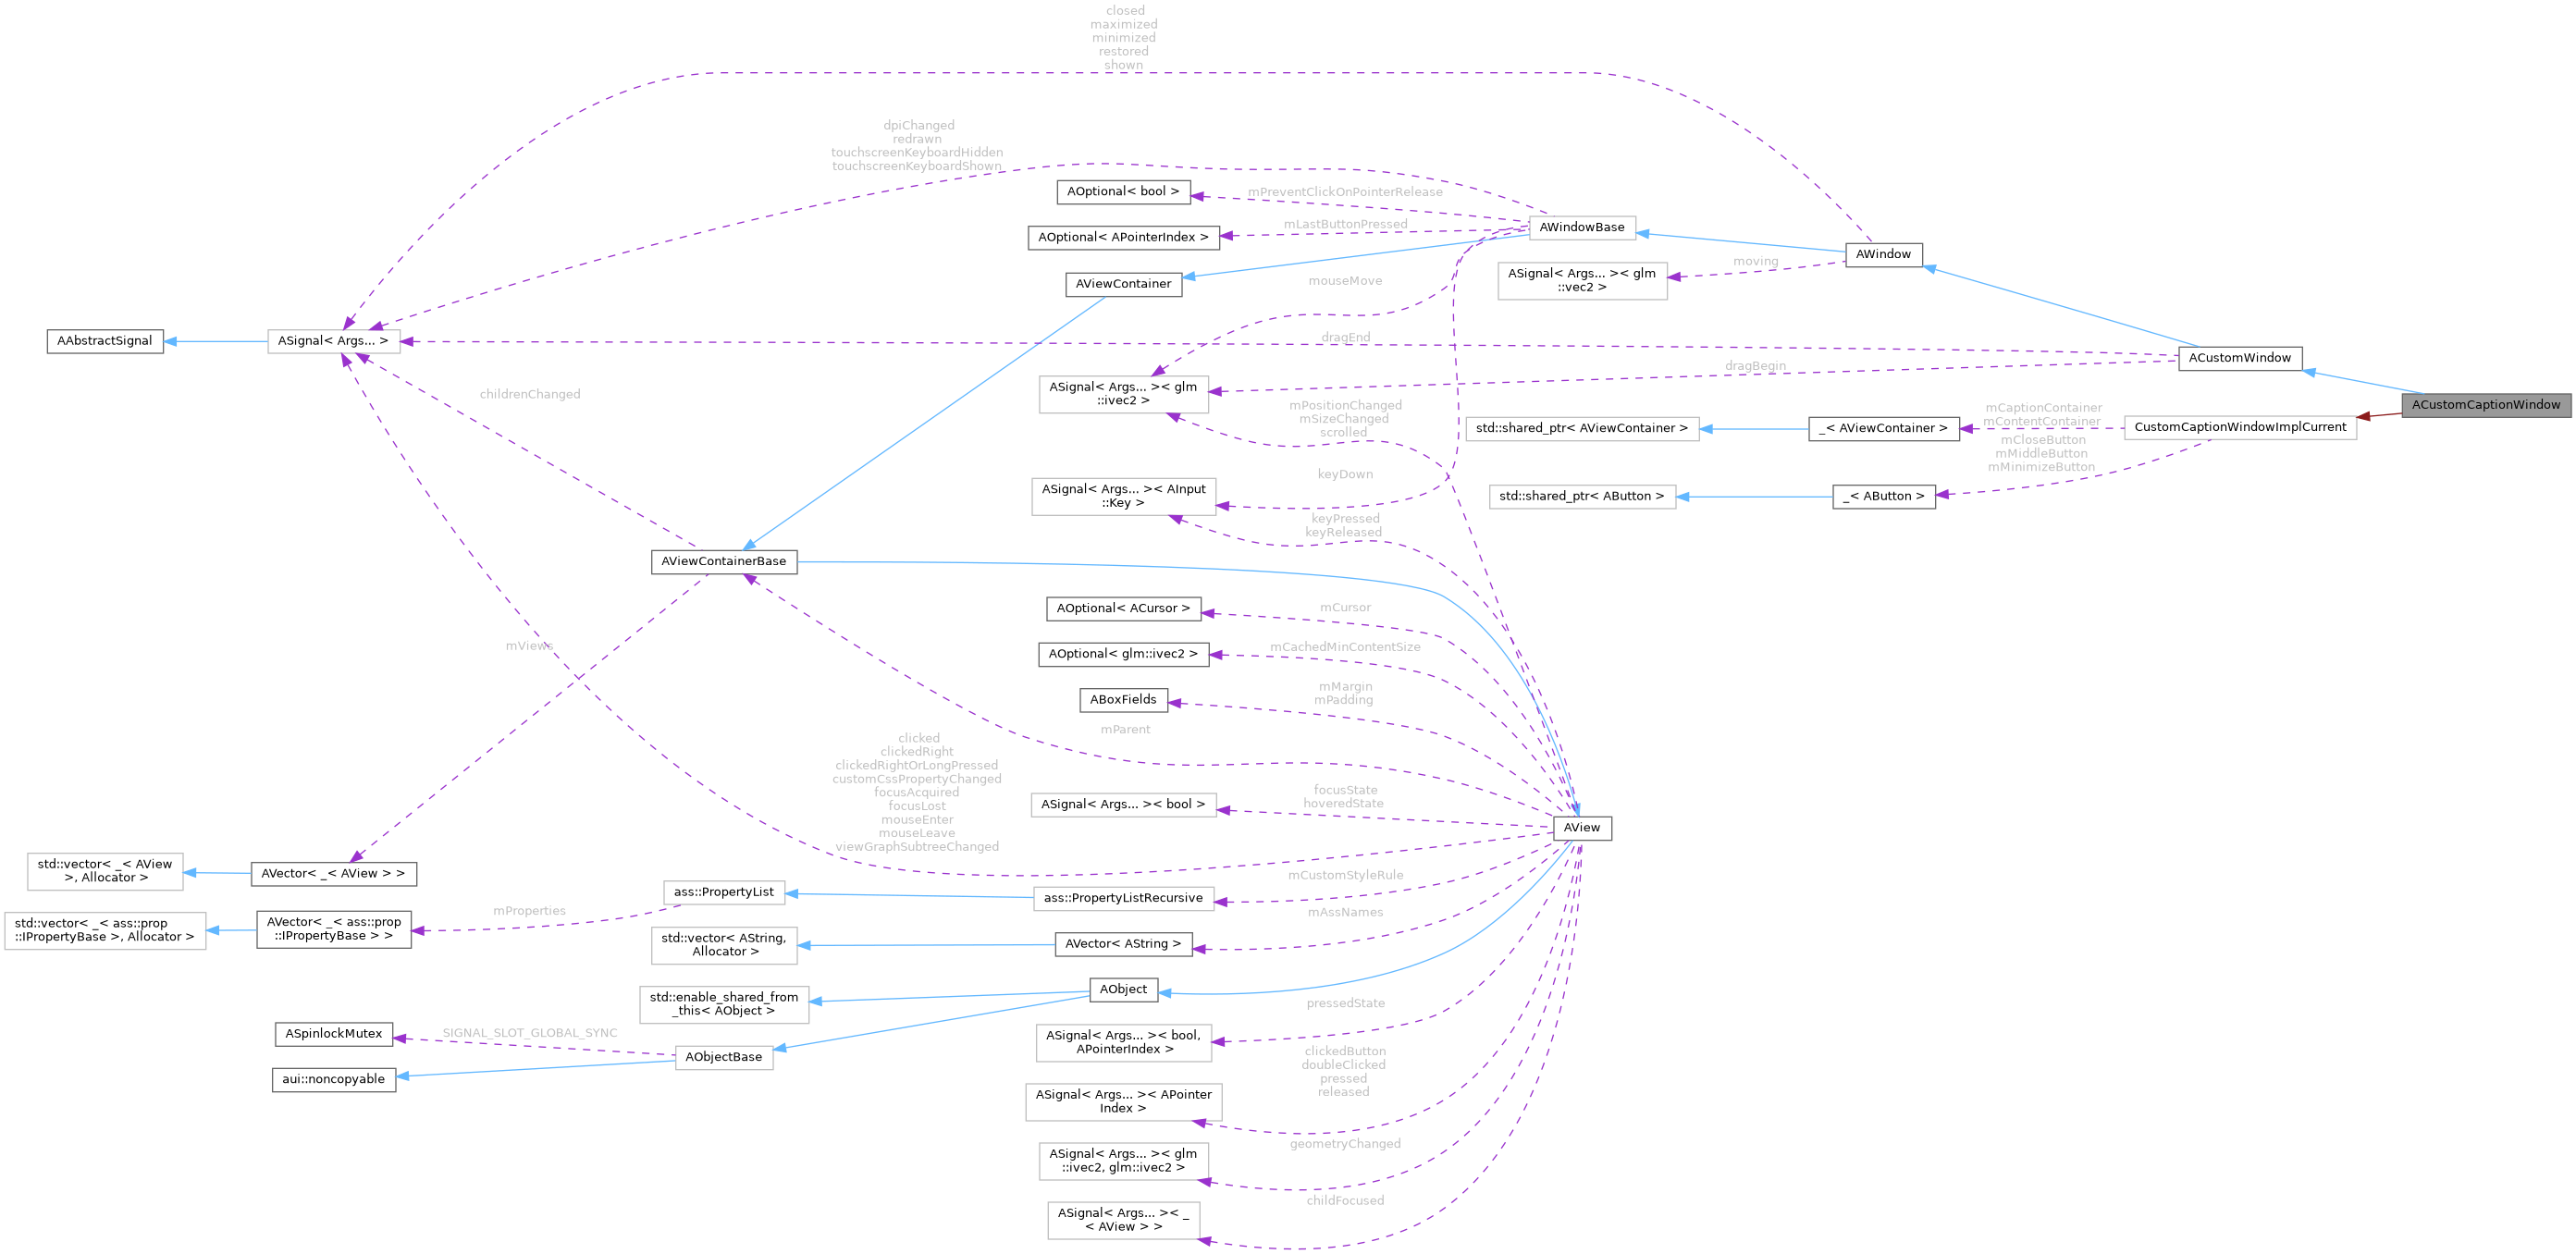 closed
maximized
minimized
restored
shown
dpiChanged
redrawn
touchscreenKeyboardHidden
touchscreenKeyboardShown
AOptional< bool >
mPreventClickOnPointerRelease
mLastButtonPressed
AOptional< APointerIndex >
AWindowBase
AWindow
moving
ASignal< Args... >< glm
::vec2 >
AViewContainer
mouseMove
AAbstractSignal
ASignal< Args... >
dragEnd
ACustomWindow
dragBegin
childrenChanged
ASignal< Args... >< glm
::ivec2 >
mPositionChanged
mSizeChanged
scrolled
ACustomCaptionWindow
std::shared_ptr< AViewContainer >
_< AViewContainer >
mCaptionContainer
mContentContainer
CustomCaptionWindowImplCurrent
mCloseButton
mMiddleButton
mMinimizeButton
keyDown
ASignal< Args... >< AInput
::Key >
std::shared_ptr< AButton >
_< AButton >
keyPressed
keyReleased
AViewContainerBase
AOptional< ACursor >
mCursor
AOptional< glm::ivec2 >
mCachedMinContentSize
mViews
ABoxFields
mMargin
mPadding
mParent
clicked
clickedRight
clickedRightOrLongPressed
customCssPropertyChanged
focusAcquired
focusLost
mouseEnter
mouseLeave
viewGraphSubtreeChanged
ASignal< Args... >< bool >
focusState
hoveredState
AView
std::vector< _< AView
>, Allocator >
AVector< _< AView > >
ass::PropertyList
ass::PropertyListRecursive
mCustomStyleRule
std::vector< _< ass::prop
::IPropertyBase >, Allocator >
AVector< _< ass::prop
::IPropertyBase > >
mProperties
mAssNames
std::vector< AString,
Allocator >
AVector< AString >
AObject
std::enable_shared_from
_this< AObject >
pressedState
ASpinlockMutex
SIGNAL_SLOT_GLOBAL_SYNC
AObjectBase
aui::noncopyable
ASignal< Args... >< bool,
APointerIndex >
clickedButton
doubleClicked
pressed
released
ASignal< Args... >< APointer
Index >
geometryChanged
ASignal< Args... >< glm
::ivec2, glm::ivec2 >
childFocused
ASignal< Args... >< _
< AView > >